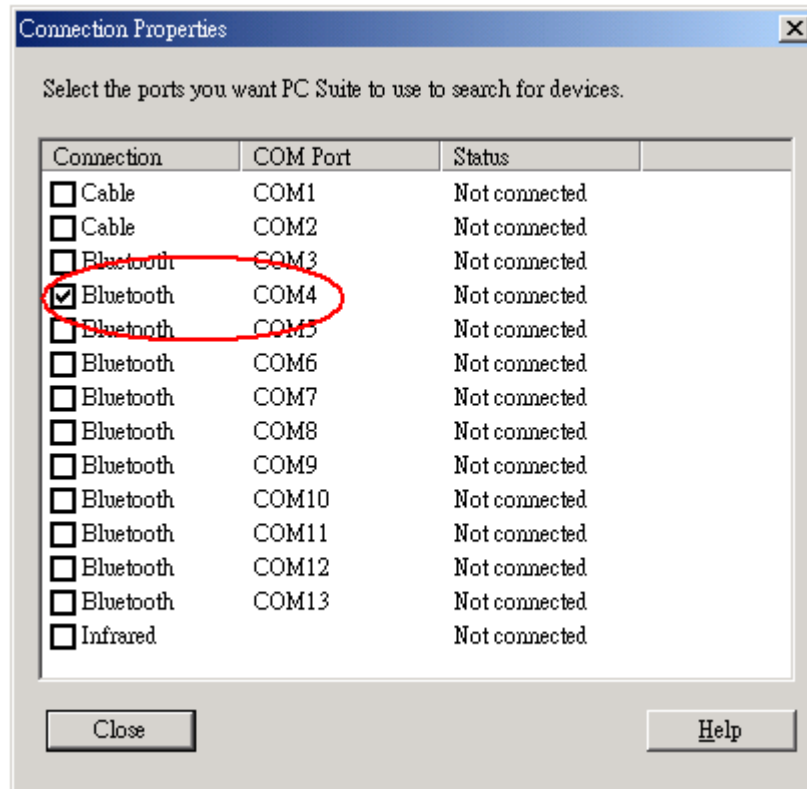 Connection Properties
Select the ports you want PC Suite to use to search for devices.
Connection COM Port Status
Cable COM1 Not connected
Cable COM2 Not connected
Bluetooth COM3 Not connected
Bluetooth COM4 Not connected
Bluetooth COM5 Not connected
Bluetooth COM6 Not connected
Bluetooth COM7 Not connected
Bluetooth COM8 Not connected
Bluetooth COM9 Not connected
Bluetooth COM10 Not connected
Bluetooth COM11 Not connected
Bluetooth COM12 Not connected
Bluetooth COM13 Not connected
Infrared Not connected
Close Help